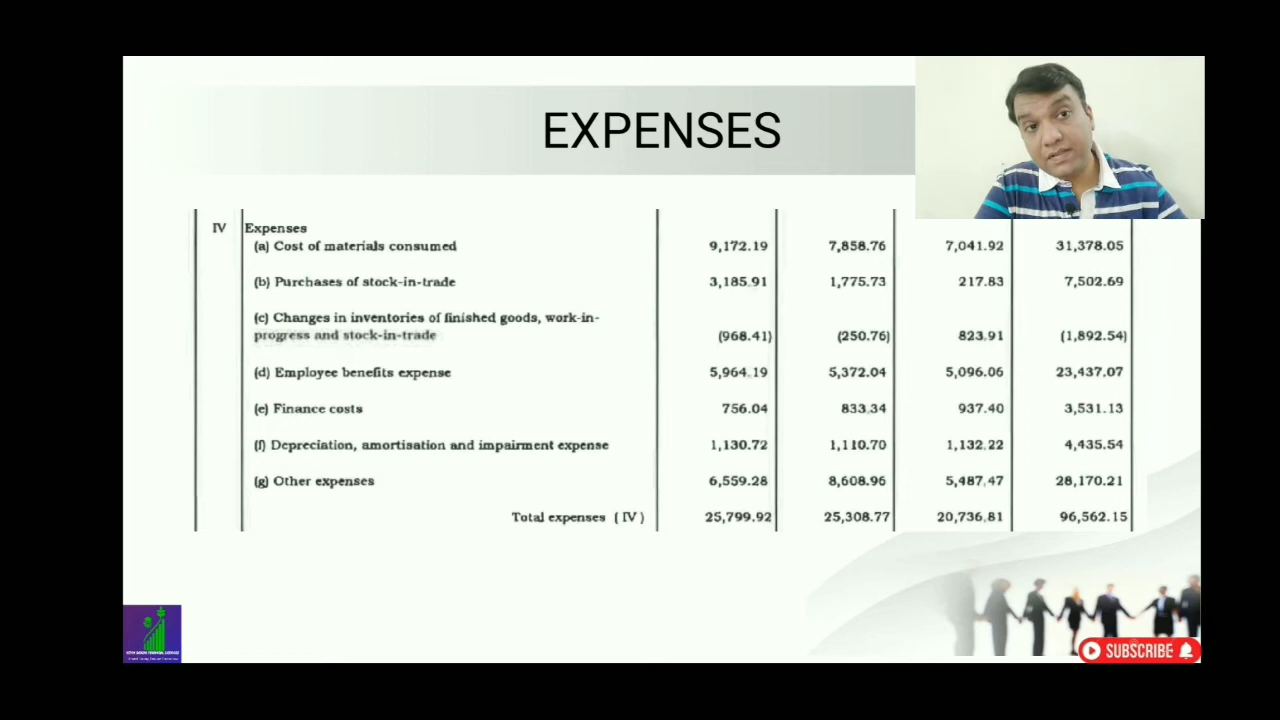 EXPENSES
IV Expenses
(a) Cost of materials consumed 9,172.19 7,858.76 7,041.92 31,378.05
(b) Purchases of stock-in-trade 3,185.91 1,775.73 217.83 7,502.69
(c) Changes in inventories of finished goods, work-in-
progress and stock-in-trade (968.41) (250.76) 823.91 (1,892.54)
(d) Employee benefits expense 5,964.19 5,372.04 5,096.06 23,437.07
(e) Finance costs 756.04 833.34 937.40 3,531.13
(f) Depreciation, amortisation and impairment expense 1,130.72 1,110.70 1,132.22 4,435.54
(g) Other expenses 6,559.28 8,608.96 5,487.47 28,170.21
Total expenses ( IV ) 25,799.92 25,308.77 20,736.81 96,562.15
SUBSCRIBE